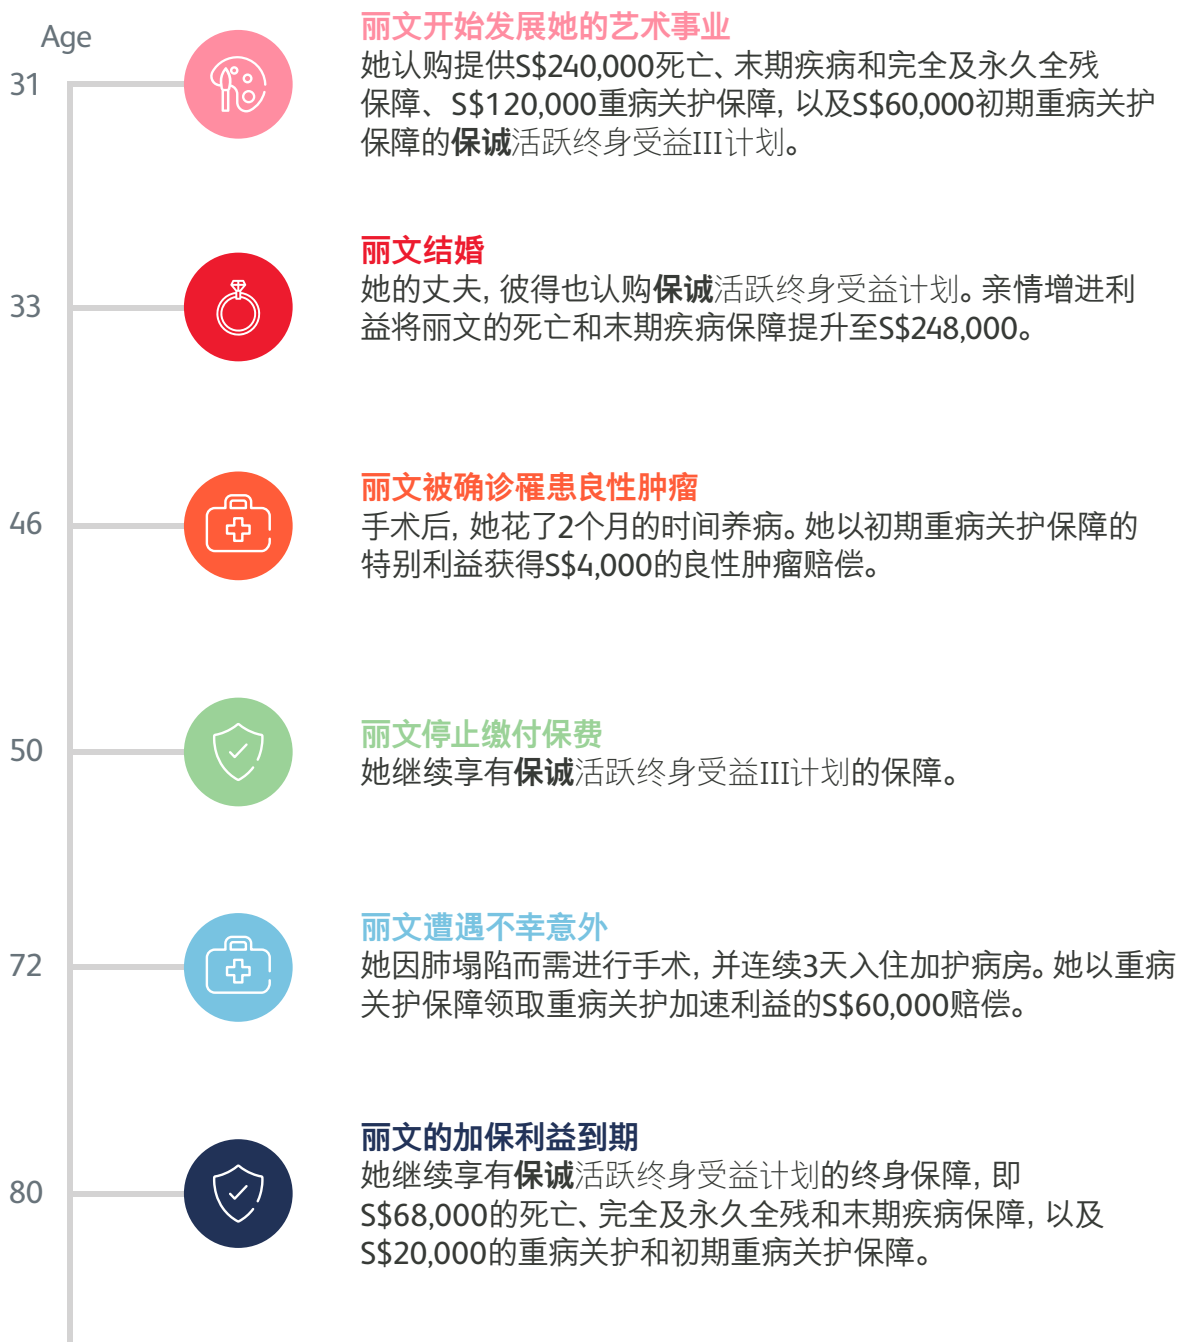 Age
31
丽文开始发展她的艺术事业
她认购提供S$240,000死亡、末期疾病和完全及永久全残
保障、S$120,000重病关护保障, 以及S$60,000初期重病关护
保障的保诚活跃终身受益III计划。
33
丽文结婚
她的丈夫, 彼得也认购保诚活跃终身受益计划。亲情增进利
益将丽文的死亡和末期疾病保障提升至S$248,000。
46
丽文被确诊罹患良性肿瘤
手术后, 她花了2个月的时间养病。她以初期重病关护保障的
特别利益获得S$4,000的良性肿瘤赔偿。
50
丽文停止缴付保费
她继续享有保诚活跃终身受益III计划的保障。
72
丽文遭遇不幸意外
她因肺塌陷而需进行手术, 并连续3天入住加护病房。她以重病
关护保障领取重病关护加速利益的S$60,000赔偿。
80
丽文的加保利益到期
她继续享有保诚活跃终身受益计划的终身保障, 即
S$68,000的死亡、完全及永久全残和末期疾病保障, 以及
S$20,000的重病关护和初期重病关护保障。